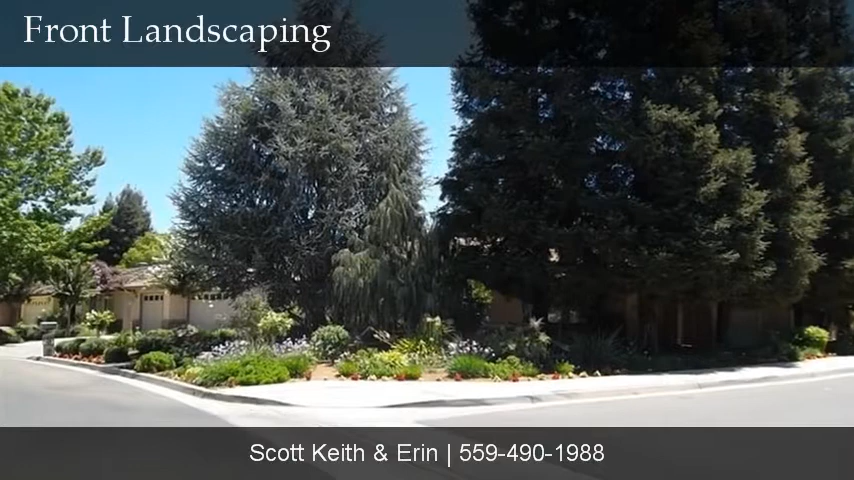 Front Landscaping
Scott Keith & Erin | 559-490-1988